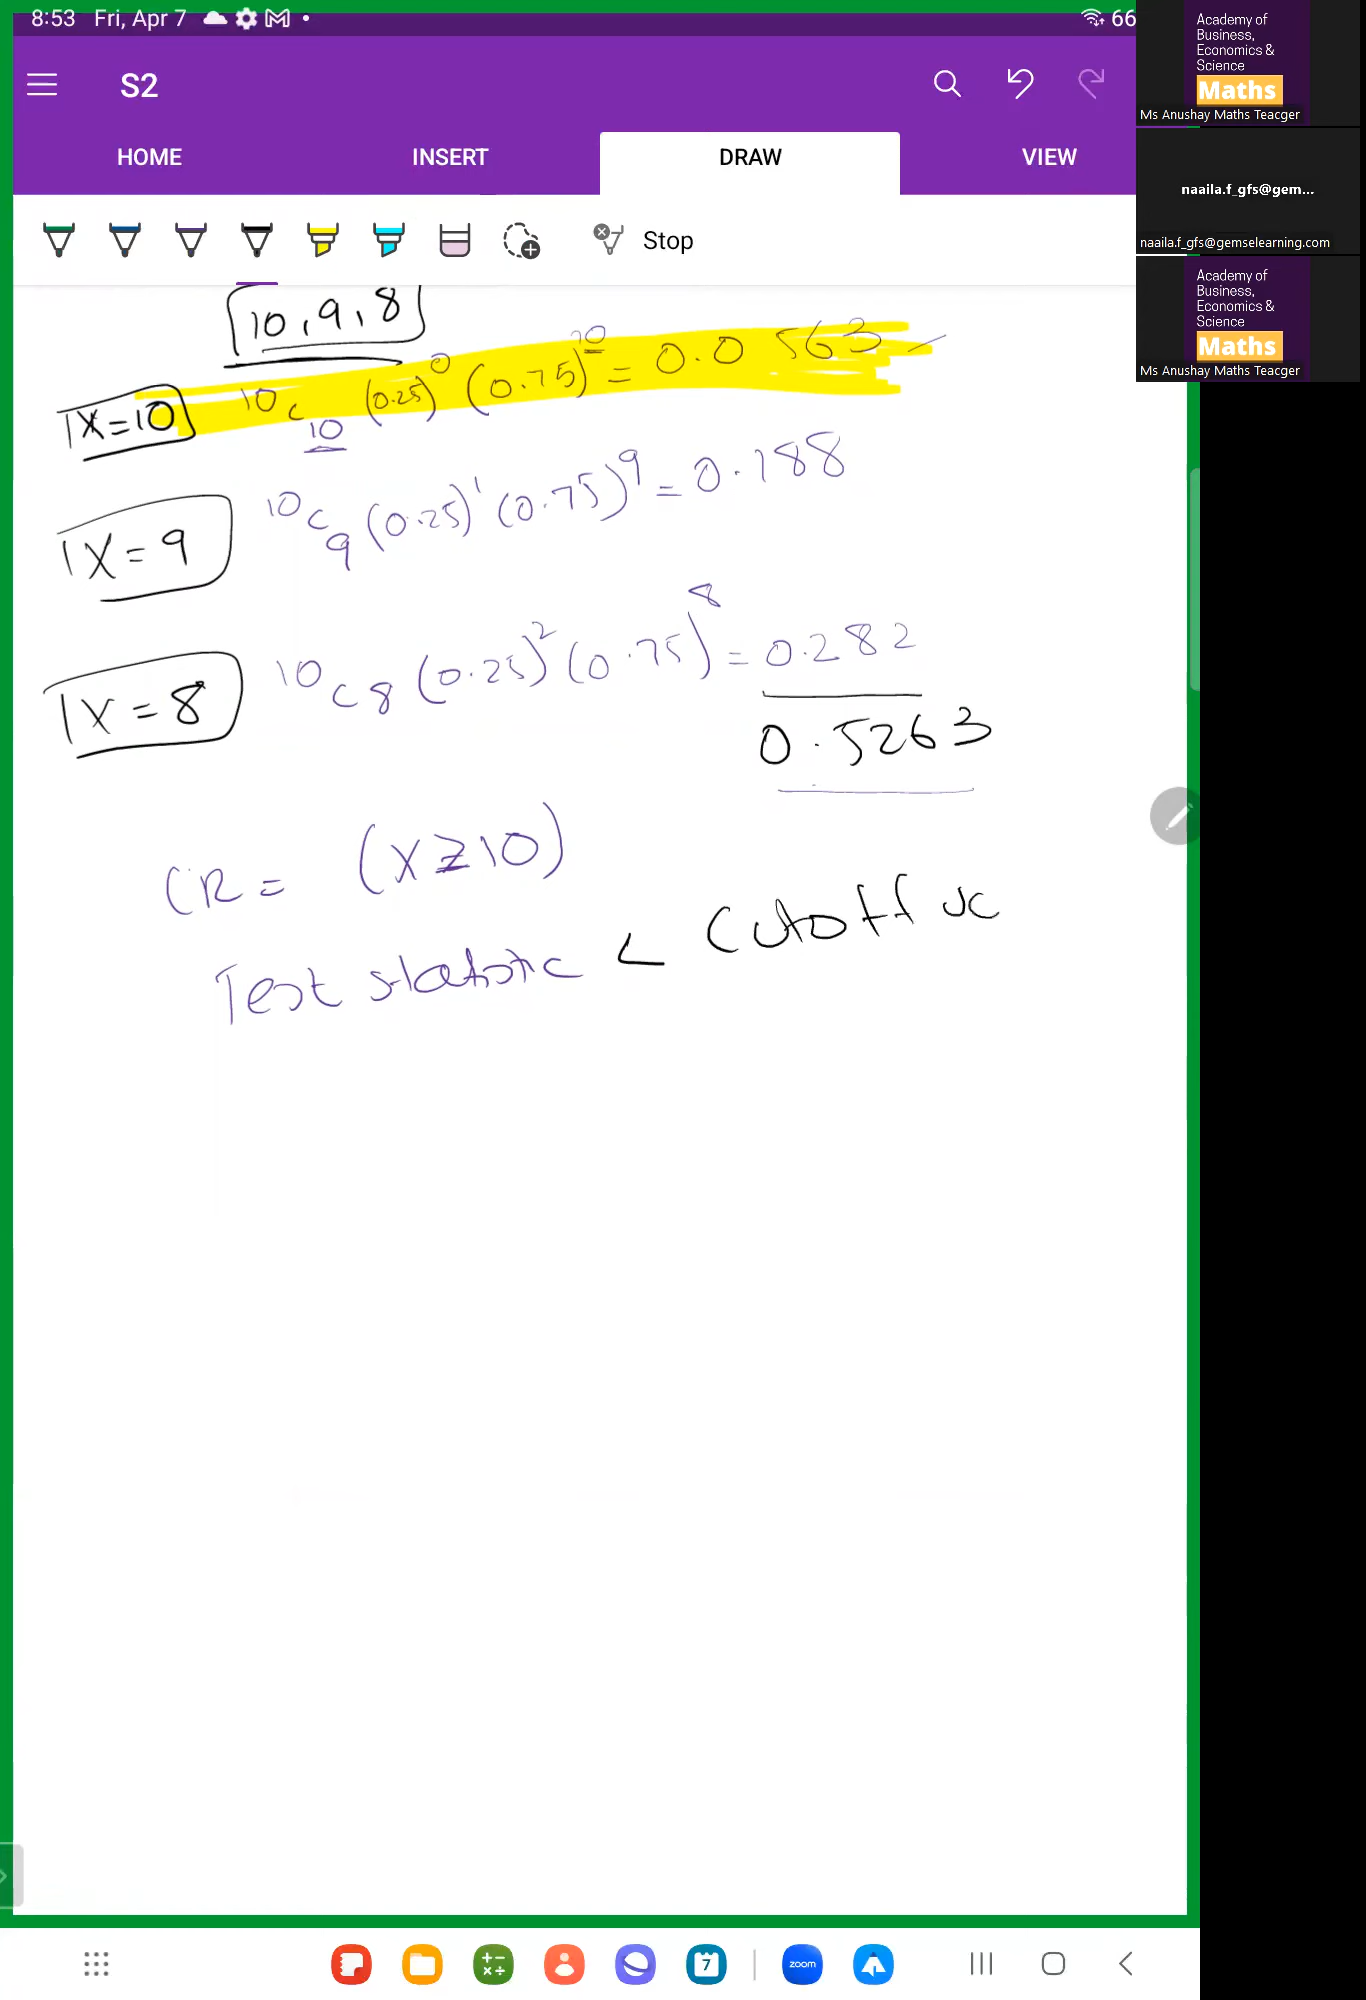 8:53 Fri, Apr 7
66
S2
HOME INSERT DRAW VIEW
Stop
Academy of
Business,
Economics &
Science
Maths
Ms Anushay Maths Teacger
naaila.f_gfs@gem...
naaila.f_gfs@gemselearning.com
Academy of
Business,
Economics &
Science
Maths
Ms Anushay Maths Teacger
10, 9, 8
X=10 ¹⁰C₁₀ (0.25)⁰ (0.75)¹⁰ = 0.0563
X=9 ¹⁰C₉ (0.25)¹ (0.75)⁹ = 0.188
X=8 ¹⁰C₈ (0.25)² (0.75)⁸ = 0.282
0.5263
CR = (X≥10)
Test statistic < Cutoff x
7
zoom